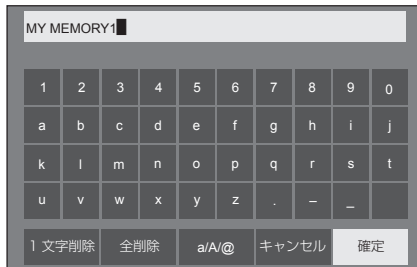 MY MEMORY1
1 2 3 4 5 6 7 8 9 0
a b c d e f g h i j
k l m n o p q r s t
u v w x y z . – _
1 文字削除 全削除 a/A/@ キャンセル 確定